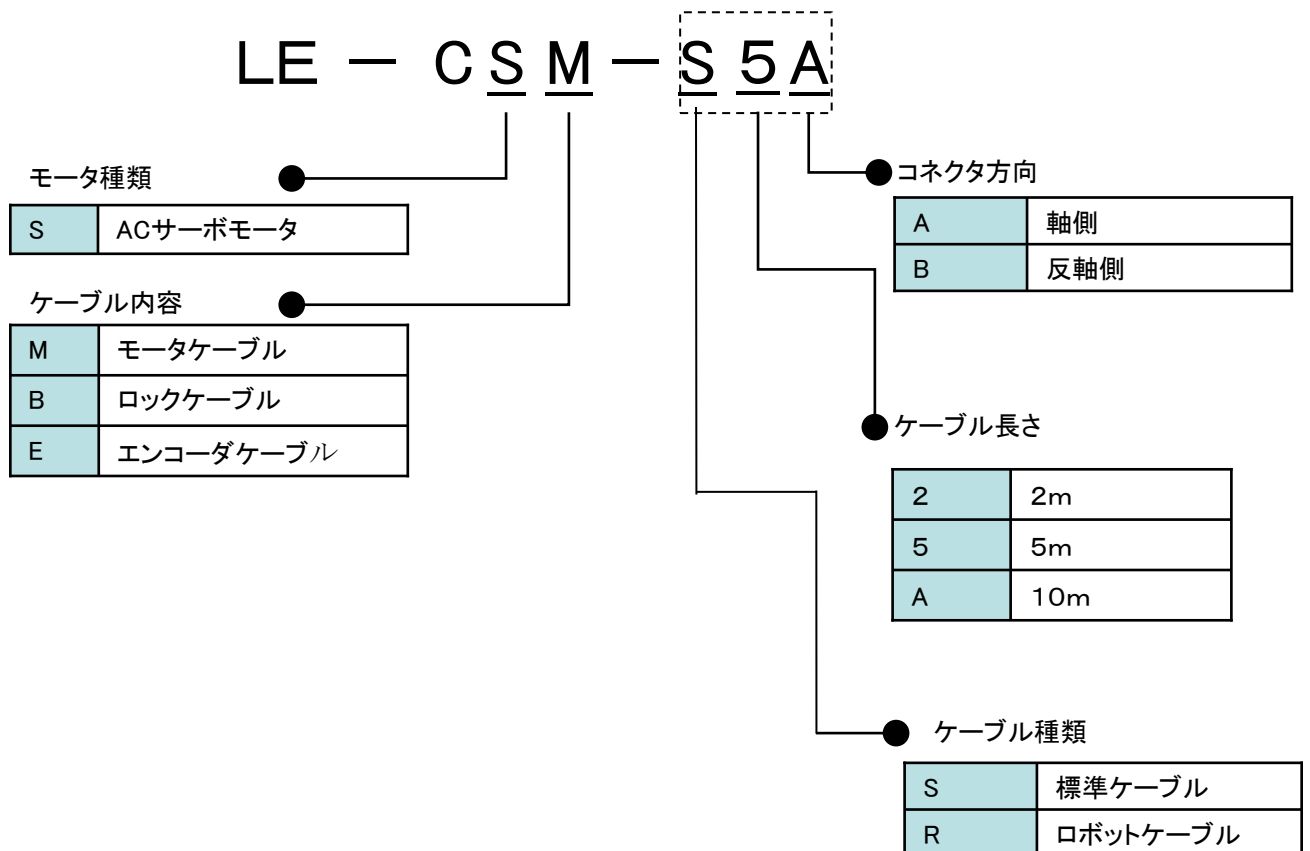 LE － CSM－S5A
モータ種類
S ACサーボモータ
ケーブル内容
M モータケーブル
B ロックケーブル
E エンコーダケーブル
コネクタ方向
A 軸側
B 反軸側
ケーブル長さ
2 2m
5 5m
A 10m
ケーブル種類
S 標準ケーブル
R ロボットケーブル